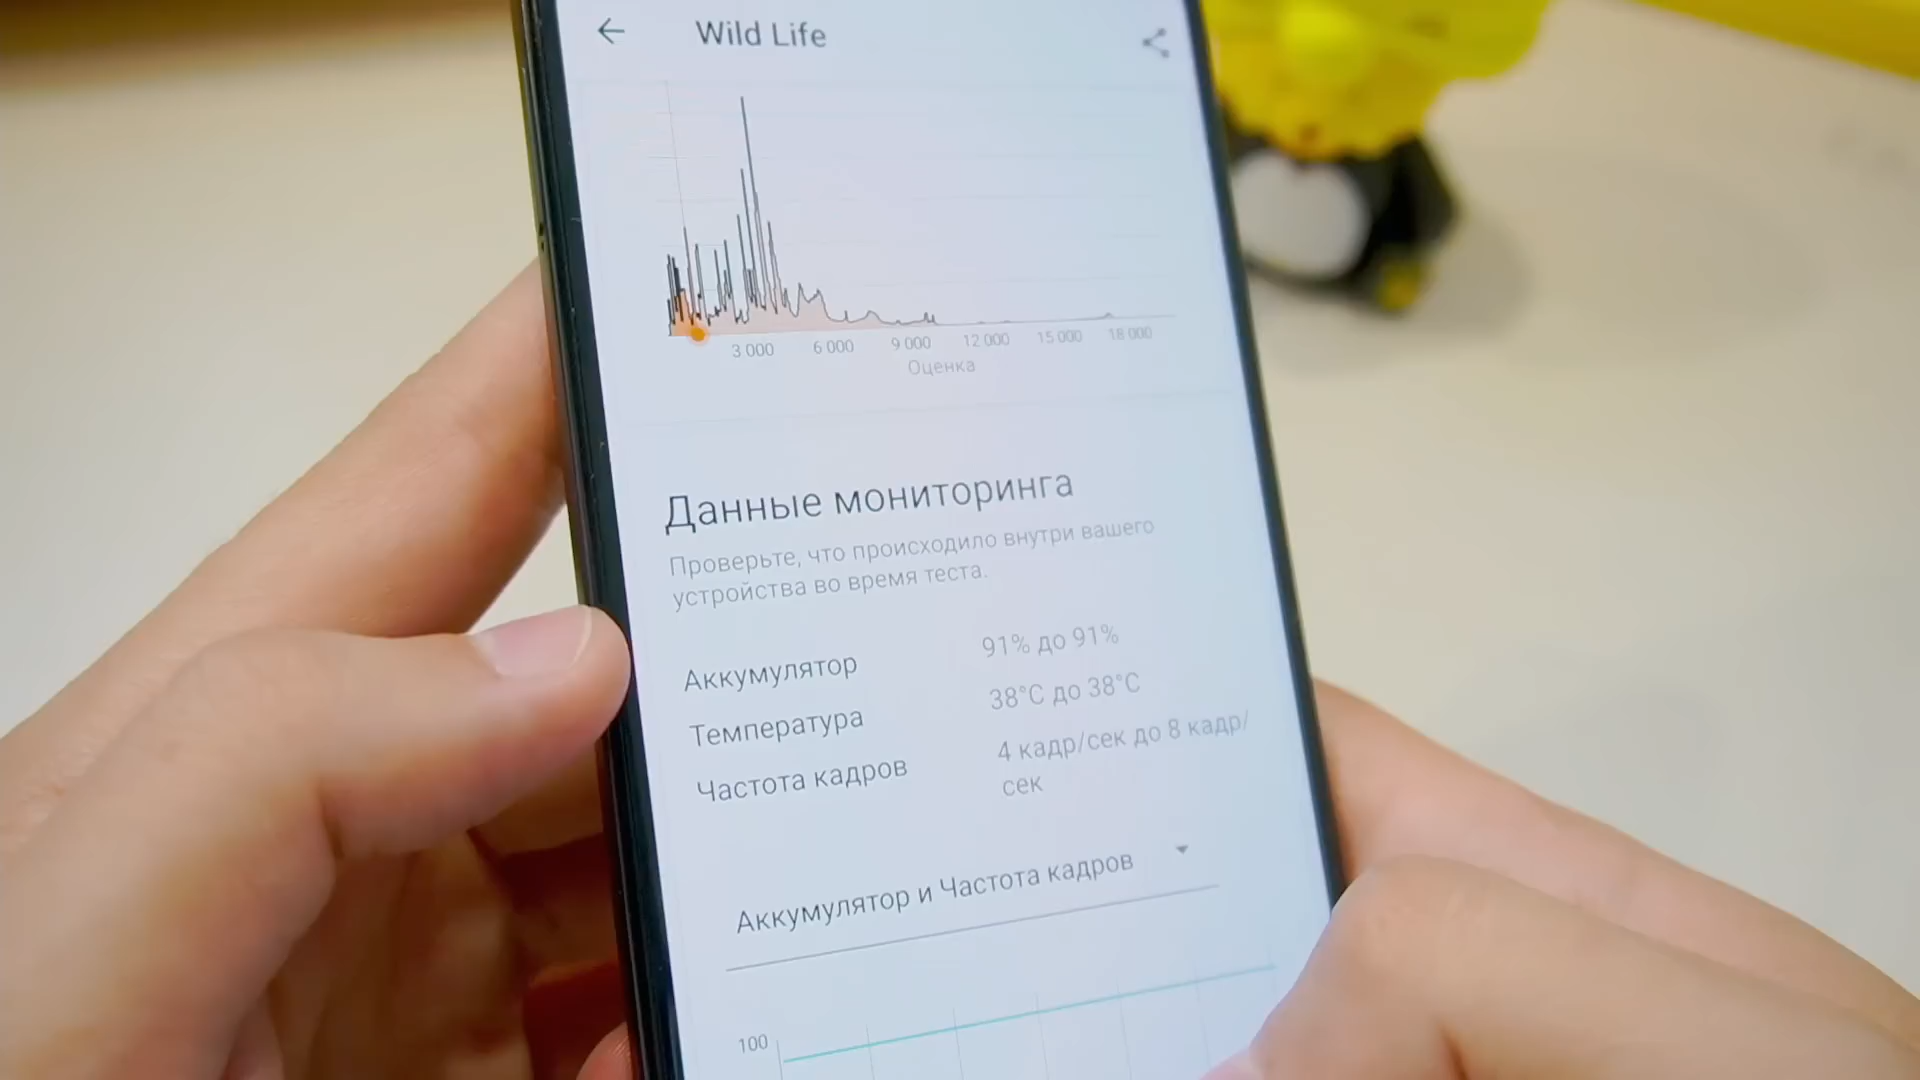 Wild Life
3 000 6 000 9 000 12 000 15 000 18 000
Оценка
Данные мониторинга
Проверьте, что происходило внутри вашего
устройства во время теста.
Аккумулятор 91% до 91%
Температура 38°C до 38°C
Частота кадров 4 кадр/сек до 8 кадр/
сек
Аккумулятор и Частота кадров
100